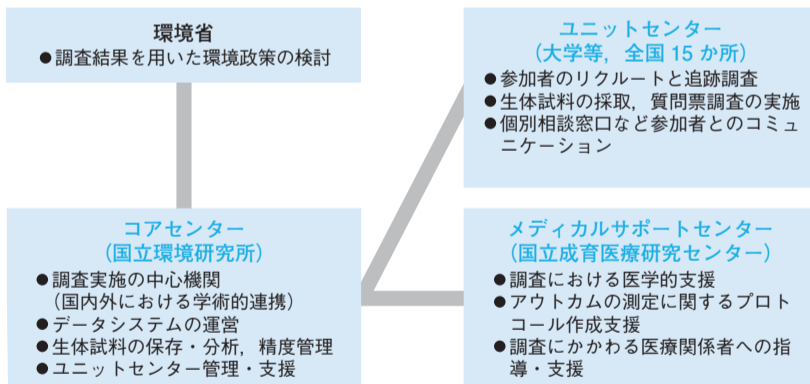 環境省
●調査結果を用いた環境政策の検討
ユニットセンター
(大学等，全国 15 か所)
●参加者のリクルートと追跡調査
●生体試料の採取，質問票調査の実施
●個別相談窓口など参加者とのコミュ
ニケーション
コアセンター
(国立環境研究所)
●調査実施の中心機関
(国内外における学術的連携)
●データシステムの運営
●生体試料の保存・分析，精度管理
●ユニットセンター管理・支援
メディカルサポートセンター
(国立成育医療研究センター)
●調査における医学的支援
●アウトカムの測定に関するプロト
コール作成支援
●調査にかかわる医療関係者への指
導・支援